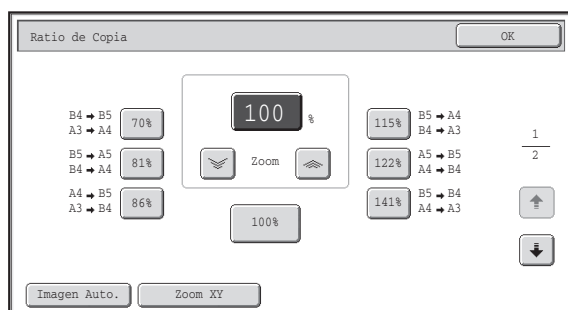 Ratio de Copia
OK
B4 → B5
A3 → A4
70%
B5 → A5
B4 → A4
81%
A4 → B5
A3 → B4
86%
100 %
Zoom
100%
115%
B5 → A4
B4 → A3
122%
A5 → B5
A4 → B4
141%
B5 → B4
A4 → A3
1
2
Imagen Auto.
Zoom XY